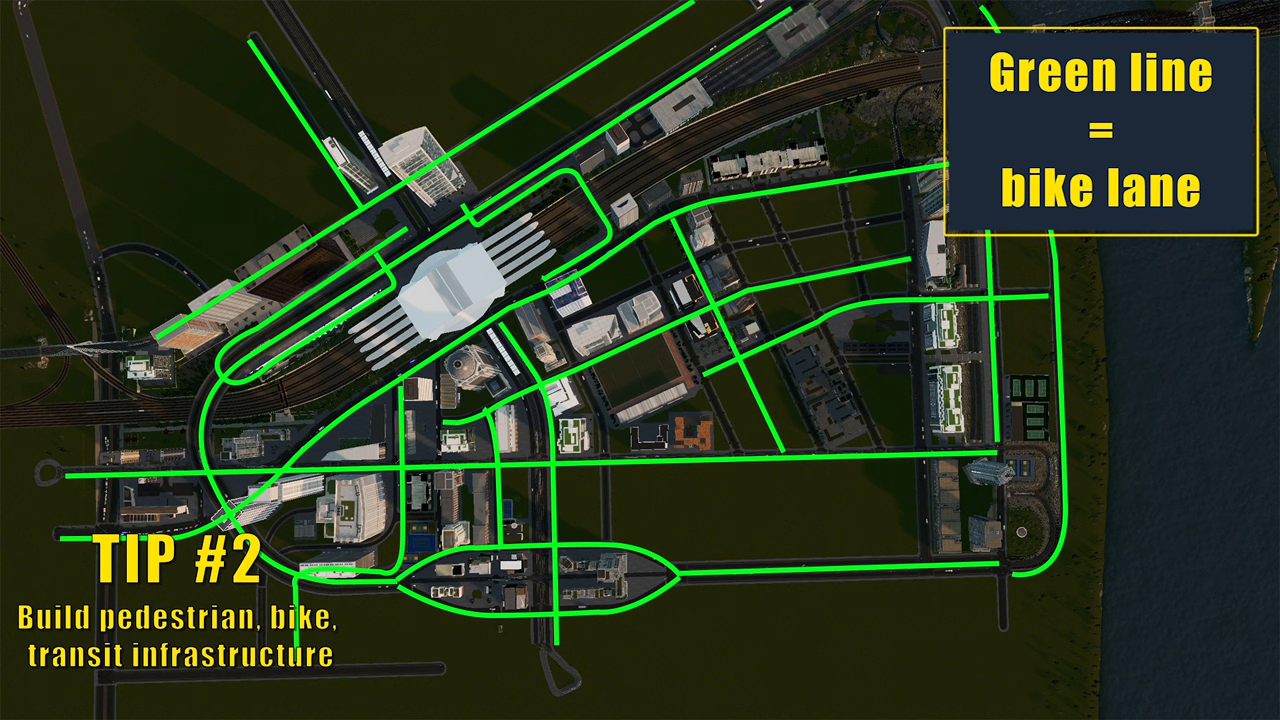 Green line
=
bike lane
TIP #2
Build pedestrian, bike,
transit infrastructure